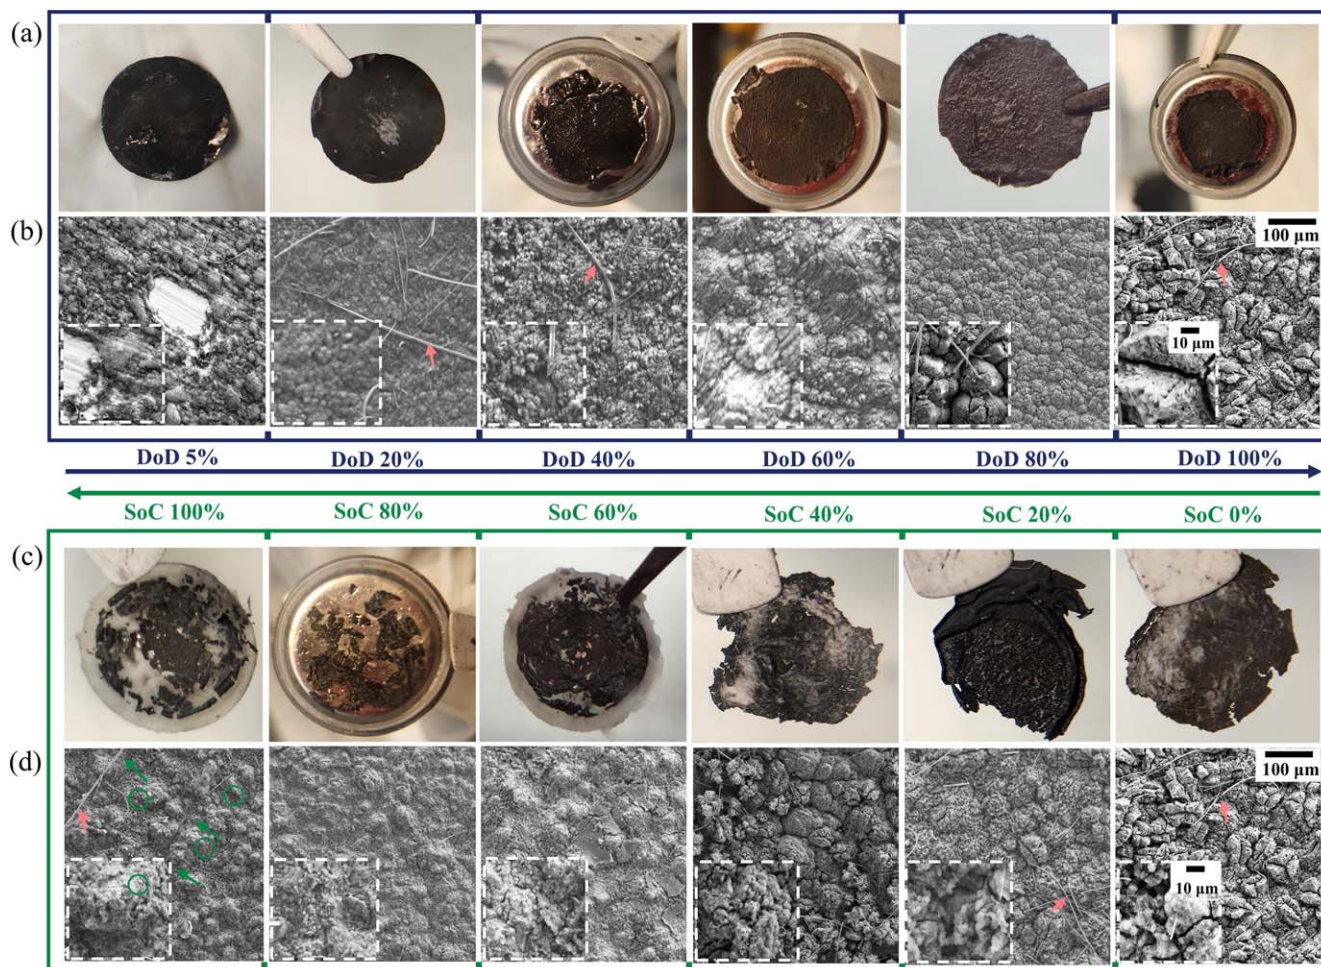 (a)
(b)
100 μm
10 μm
DoD 5% DoD 20% DoD 40% DoD 60% DoD 80% DoD 100%
SoC 100% SoC 80% SoC 60% SoC 40% SoC 20% SoC 0%
(c)
(d)
100 μm
10 μm